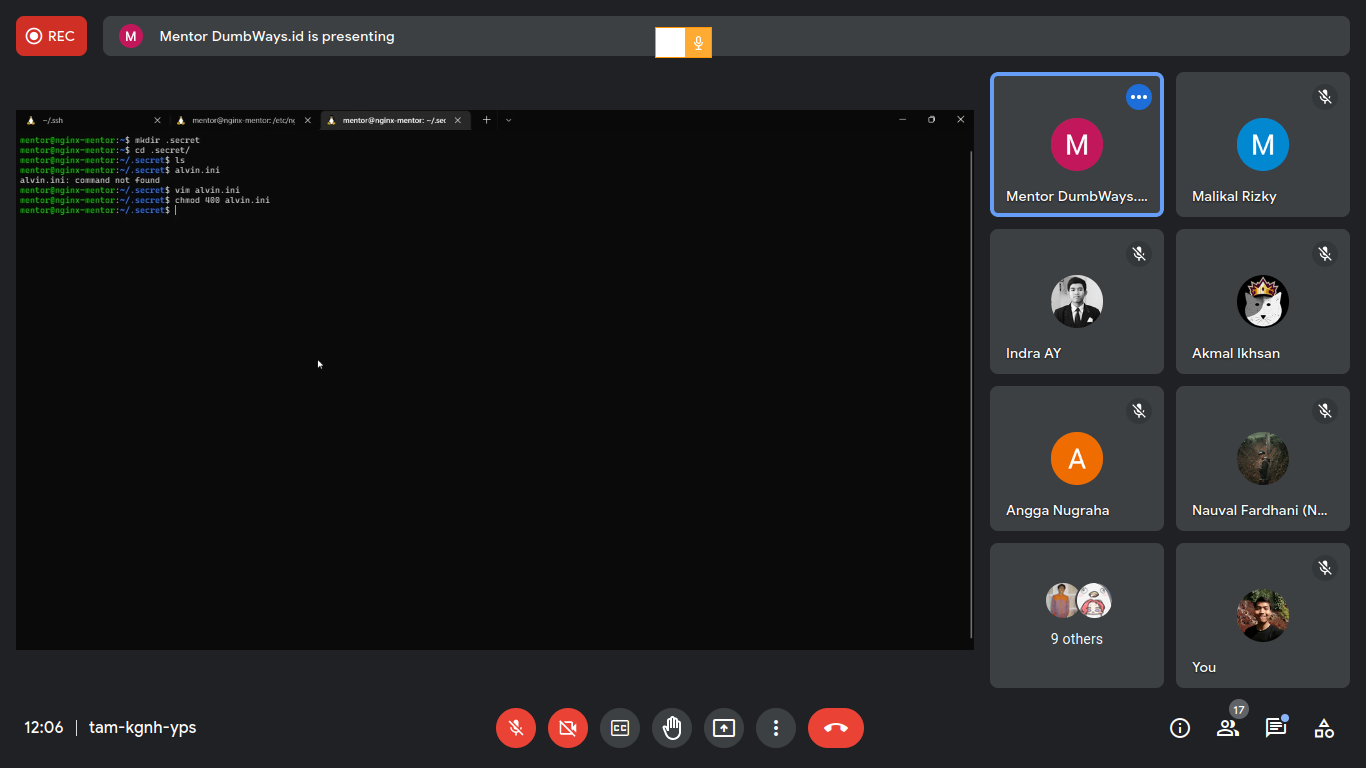 REC
M
Mentor DumbWays.id is presenting
~/.ssh
mentor@nginx-mentor: /etc/ng
mentor@nginx-mentor: ~/.sec
mentor@nginx-mentor:~$ mkdir .secret
mentor@nginx-mentor:~$ cd .secret/
mentor@nginx-mentor:~/.secret$ ls
mentor@nginx-mentor:~/.secret$ alvin.ini
alvin.ini: command not found
mentor@nginx-mentor:~/.secret$ vim alvin.ini
mentor@nginx-mentor:~/.secret$ chmod 400 alvin.ini
mentor@nginx-mentor:~/.secret$
M
Mentor DumbWays....
M
Malikal Rizky
Indra AY
Akmal Ikhsan
A
Angga Nugraha
Nauval Fardhani (N...
9 others
You
12:06 | tam-kgnh-yps
CC
17